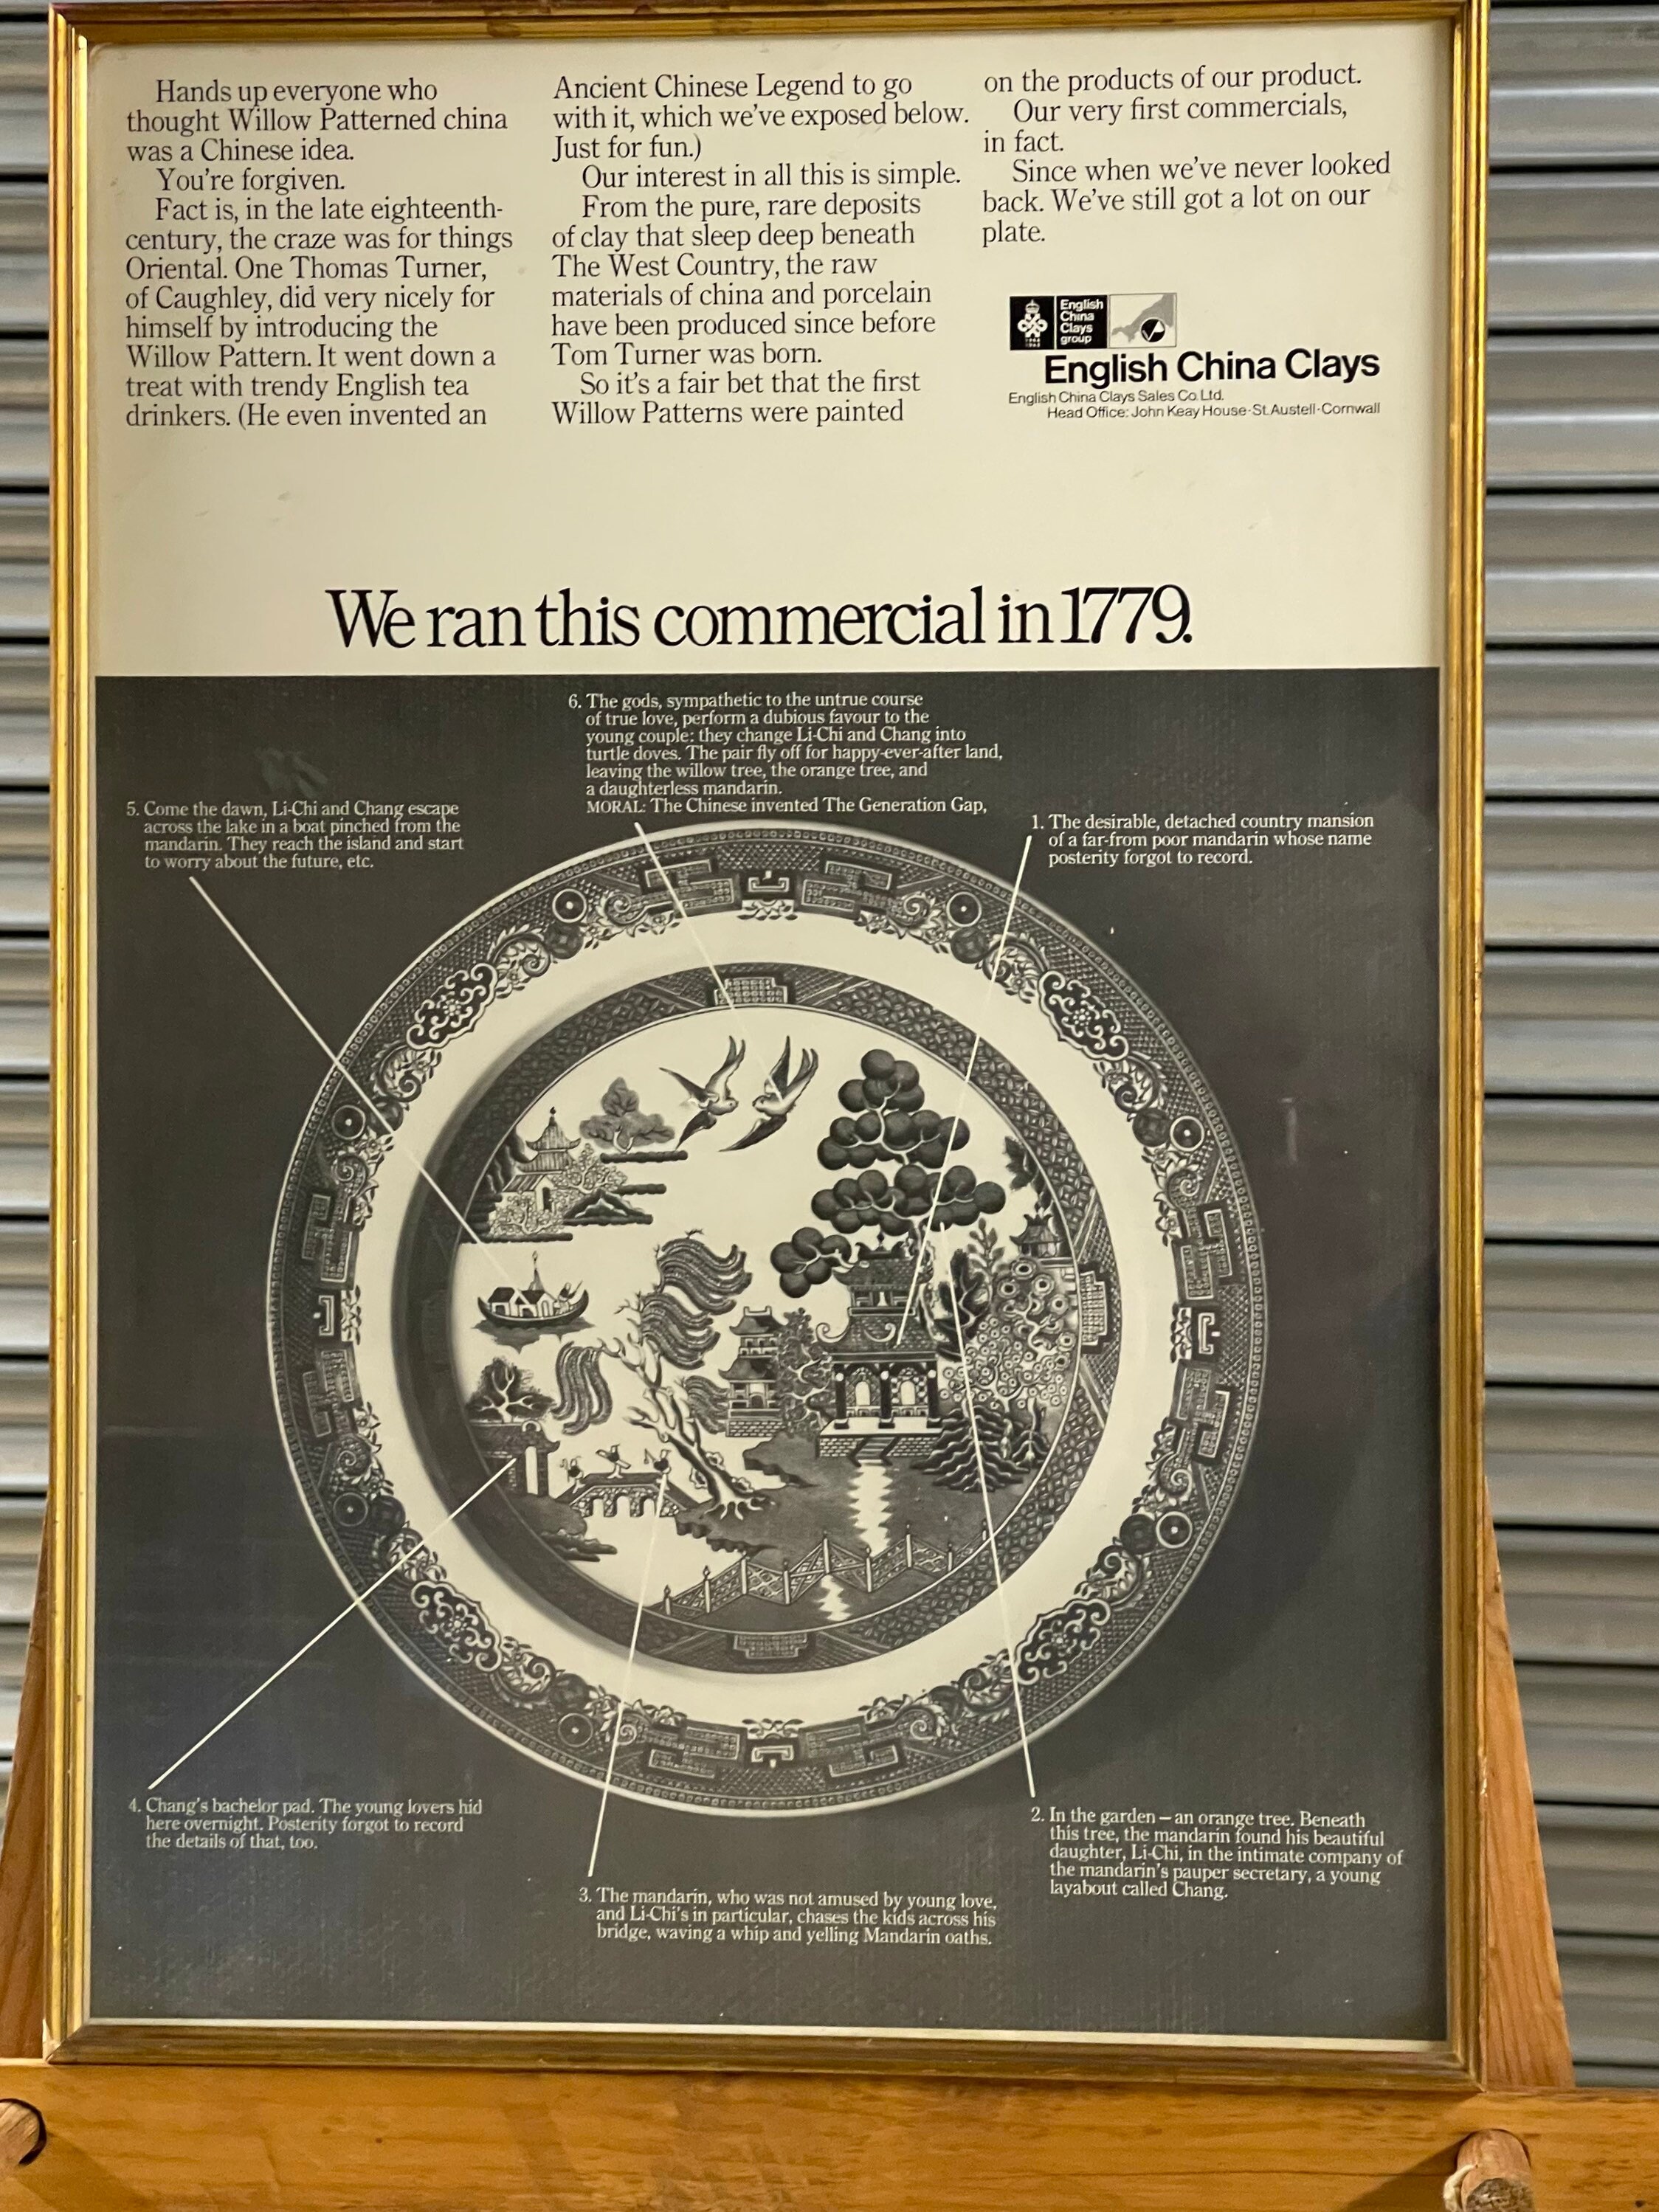 Hands up everyone who
thought Willow Patterned china
was a Chinese idea.
You're forgiven.
Fact is, in the late eighteenth-
century, the craze was for things
Oriental. One Thomas Turner,
of Caughley, did very nicely for
himself by introducing the
Willow Pattern. It went down a
treat with trendy English tea
drinkers. (He even invented an
Ancient Chinese Legend to go
with it, which we've exposed below.
Just for fun.)
Our interest in all this is simple.
From the pure, rare deposits
of clay that sleep deep beneath
The West Country, the raw
materials of china and porcelain
have been produced since before
Tom Turner was born.
So it's a fair bet that the first
Willow Patterns were painted
on the products of our product.
Our very first commercials,
in fact.
Since when we've never looked
back. We've still got a lot on our
plate.
English
China
Clays
group
English China Clays
English China Clays Sales Co. Ltd.
Head Office: John Keay House · St. Austell · Cornwall
We ran this commercial in 1779.
6. The gods, sympathetic to the untrue course
of true love, perform a dubious favour to the
young couple: they change Li-Chi and Chang into
turtle doves. The pair fly off for happy-ever-after land,
leaving the willow tree, the orange tree, and
a daughterless mandarin.
MORAL: The Chinese invented The Generation Gap,
5. Come the dawn, Li-Chi and Chang escape
across the lake in a boat pinched from the
mandarin. They reach the island and start
to worry about the future, etc.
1. The desirable, detached country mansion
of a far-from poor mandarin whose name
posterity forgot to record.
4. Chang's bachelor pad. The young lovers hid
here overnight. Posterity forgot to record
the details of that, too.
2. In the garden – an orange tree. Beneath
this tree, the mandarin found his beautiful
daughter, Li-Chi, in the intimate company of
the mandarin's pauper secretary, a young
layabout called Chang.
3. The mandarin, who was not amused by young love,
and Li-Chi's in particular, chases the kids across his
bridge, waving a whip and yelling Mandarin oaths.